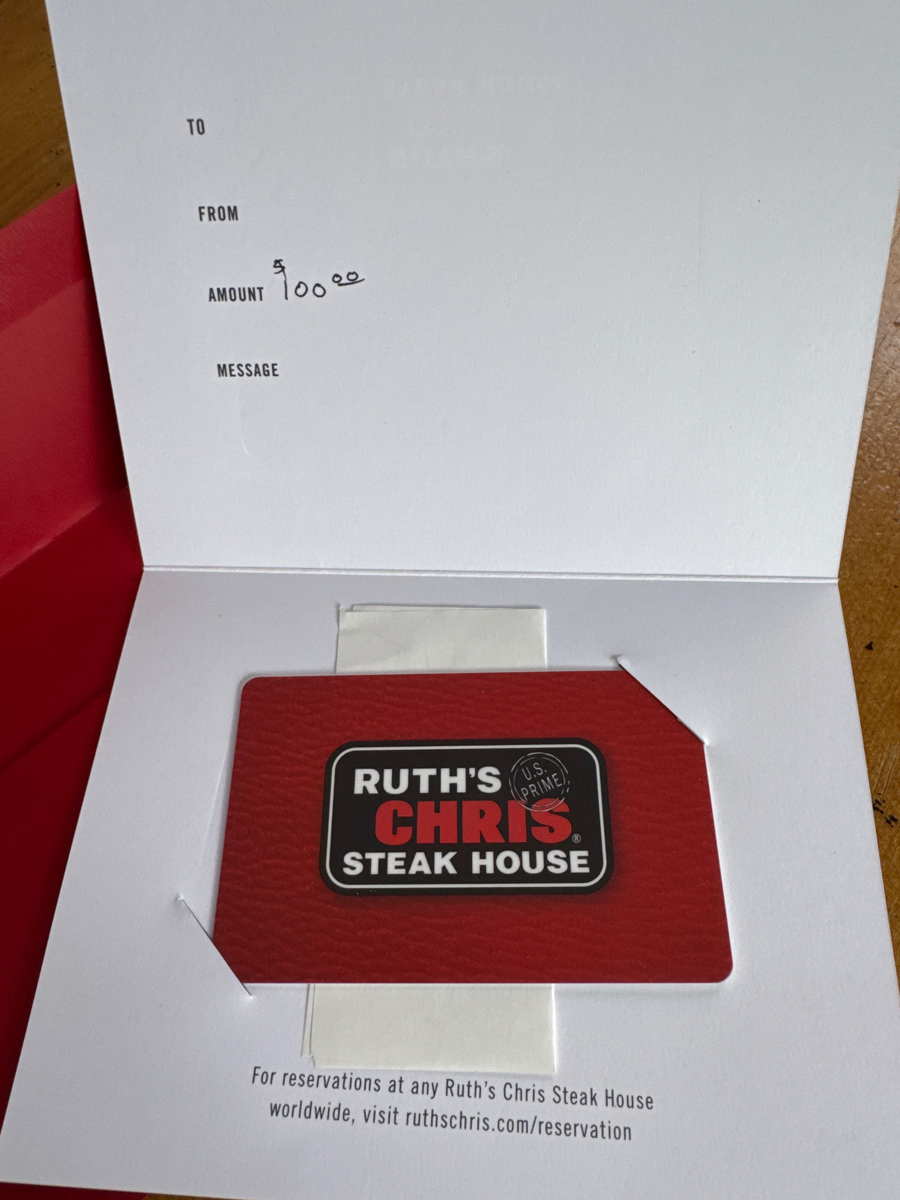 TO
FROM
AMOUNT $100.00
MESSAGE
RUTH'S
U.S.
PRIME
CHRIS®
STEAK HOUSE
For reservations at any Ruth's Chris Steak House
worldwide, visit ruthschris.com/reservation